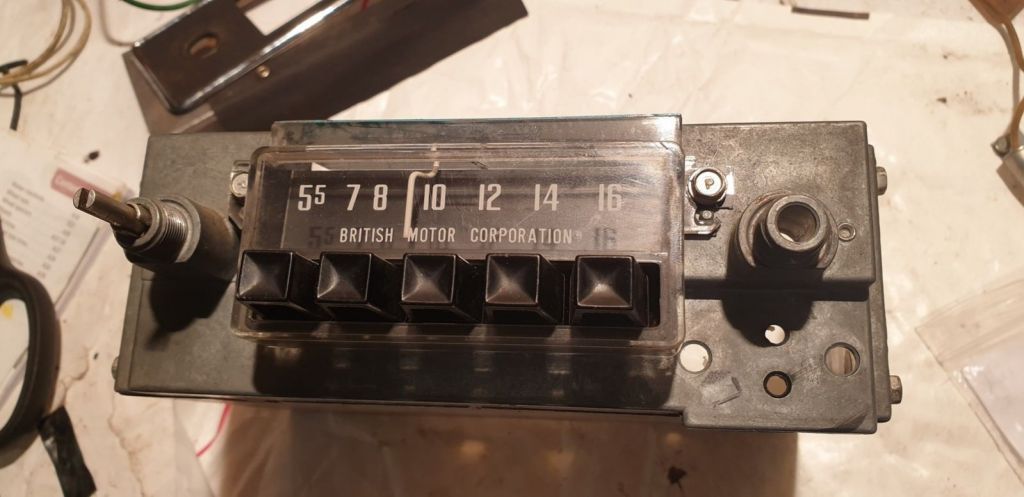 55 7 8 10 12 14 16
BRITISH MOTOR CORPORATION